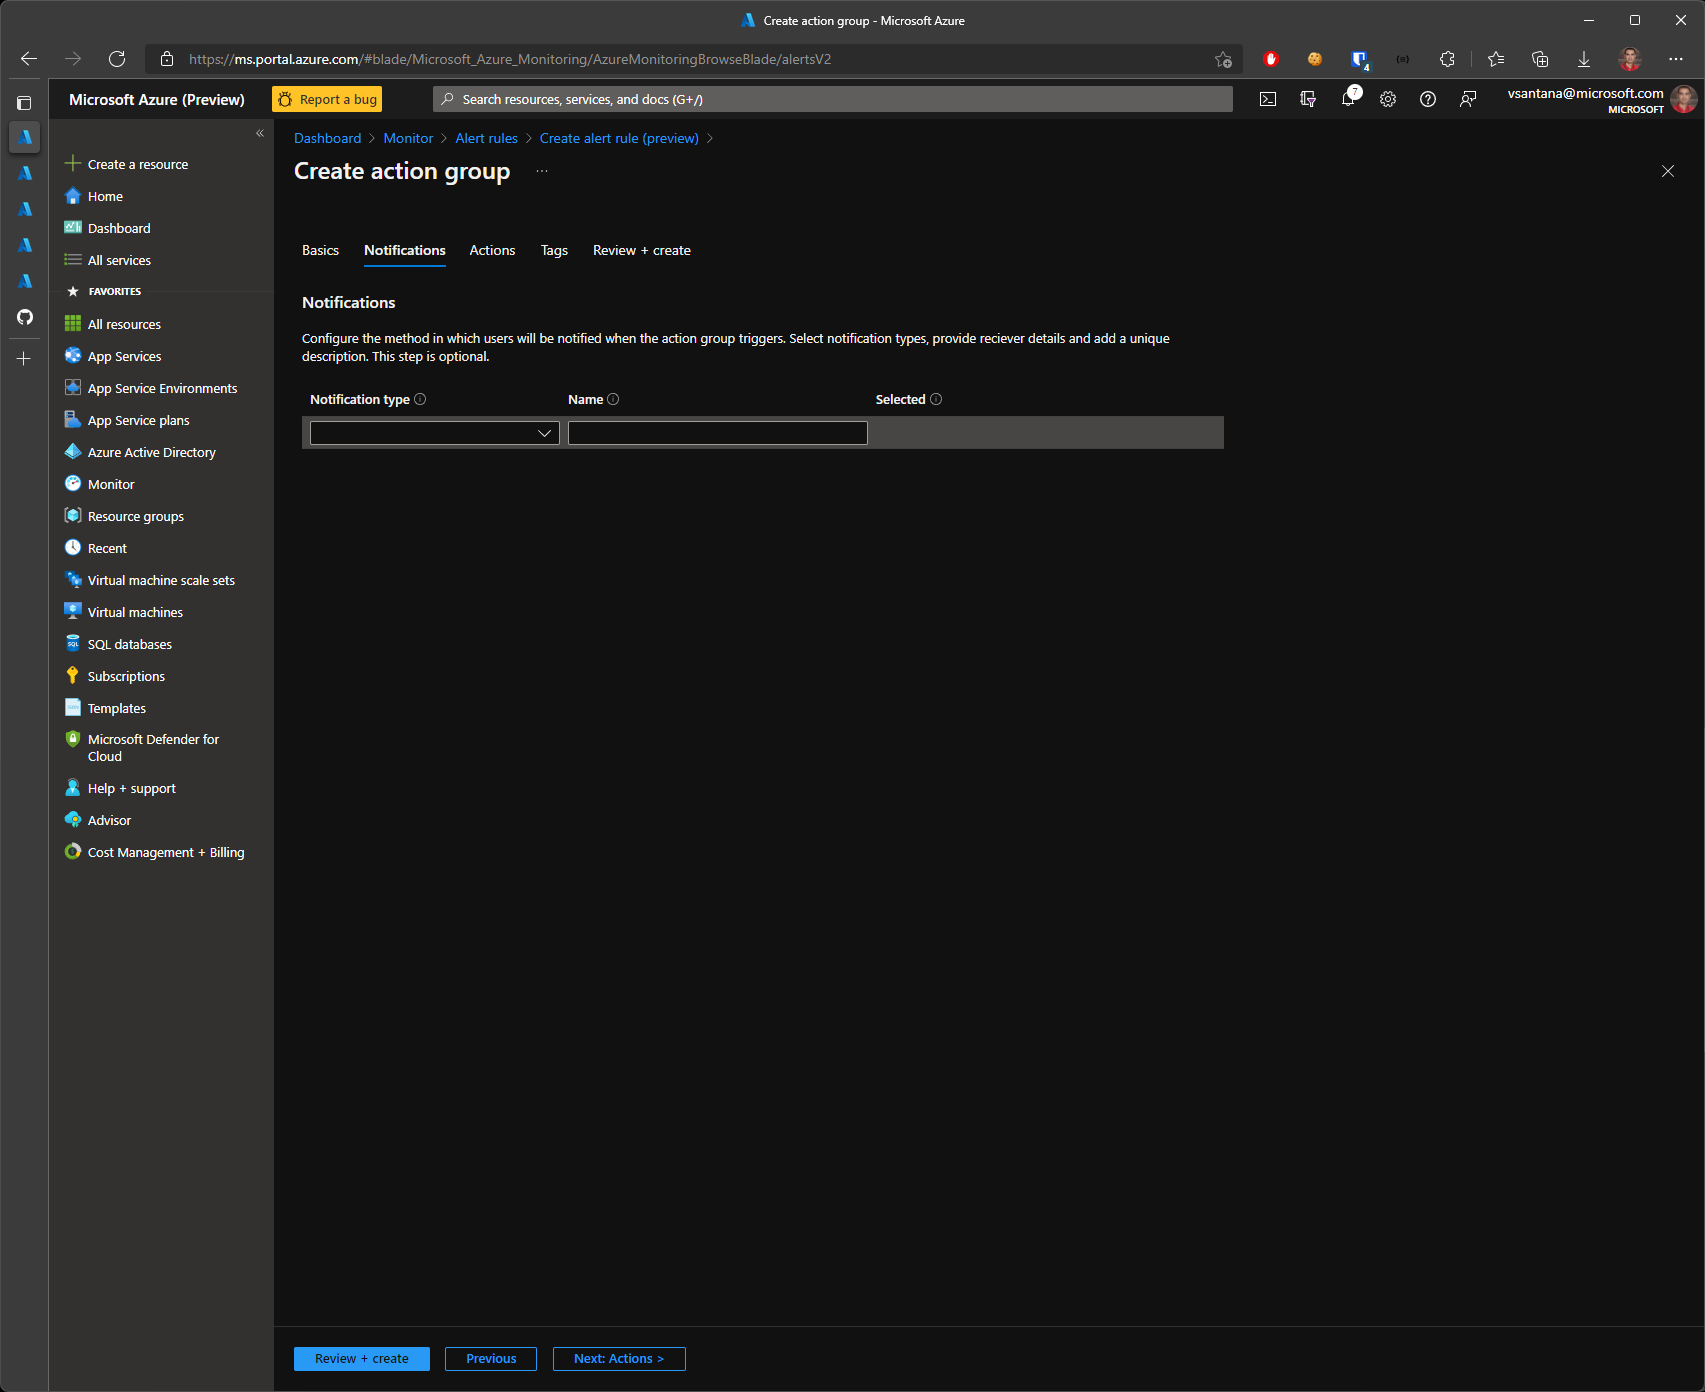 Create action group - Microsoft Azure
https://ms.portal.azure.com/#blade/Microsoft_Azure_Monitoring/AzureMonitoringBrowseBlade/alertsV2
4
Microsoft Azure (Preview)
Report a bug
Search resources, services, and docs (G+/)
7
vsantana@microsoft.com
MICROSOFT
Create a resource
Home
Dashboard
All services
FAVORITES
All resources
App Services
App Service Environments
App Service plans
Azure Active Directory
Monitor
Resource groups
Recent
Virtual machine scale sets
Virtual machines
SQL databases
Subscriptions
Templates
Microsoft Defender for
Cloud
Help + support
Advisor
Cost Management + Billing
Dashboard > Monitor > Alert rules > Create alert rule (preview) >
Create action group ...
Basics Notifications Actions Tags Review + create
Notifications
Configure the method in which users will be notified when the action group triggers. Select notification types, provide reciever details and add a unique
description. This step is optional.
Notification type Name Selected
Review + create Previous Next: Actions >